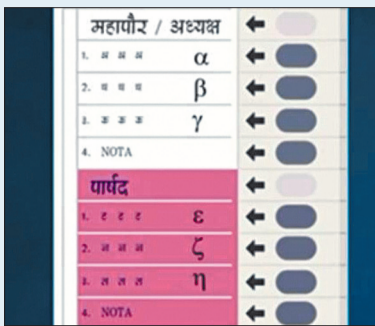 महापौर / अध्यक्ष
1. अ अ अ α
2. β
3. γ
4. NOTA
पार्षद
1. ε
2. ζ
3. η
4. NOTA